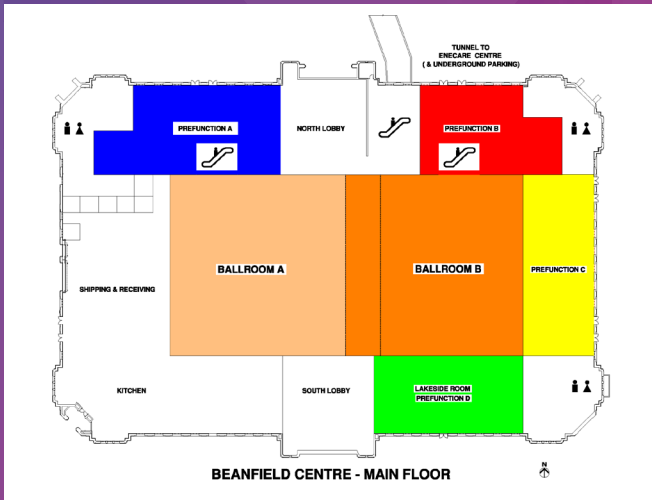 TUNNEL TO
ENECARE CENTRE
( & UNDERGROUND PARKING)
PREFUNCTION A
NORTH LOBBY
PREFUNCTION B
BALLROOM A
BALLROOM B
PREFUNCTION C
SHIPPING & RECEIVING
KITCHEN
SOUTH LOBBY
LAKESIDE ROOM
PREFUNCTION D
BEANFIELD CENTRE - MAIN FLOOR
N